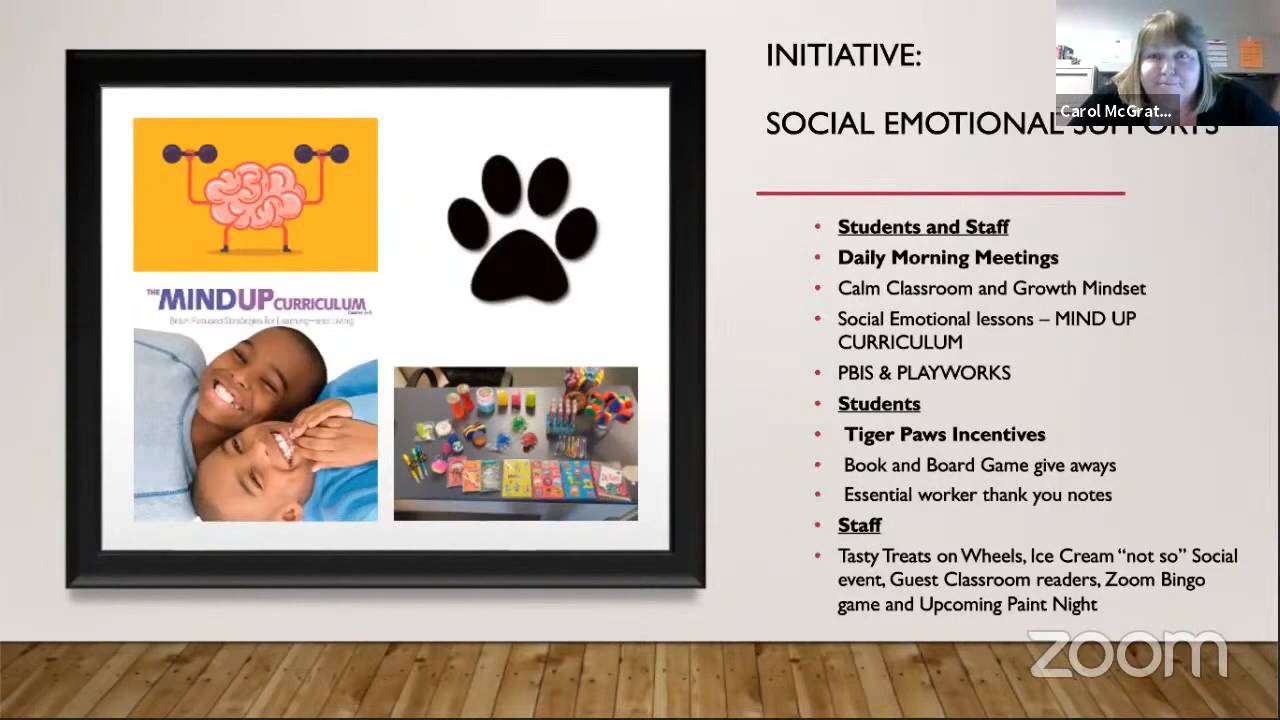 INITIATIVE:
SOCIAL EMOTIONAL SUPPORTS
Carol McGrat...
THE MINDUP CURRICULUM
Brain-Focused Strategies for Learning—and Living
• Students and Staff
• Daily Morning Meetings
• Calm Classroom and Growth Mindset
• Social Emotional lessons – MIND UP
CURRICULUM
• PBIS & PLAYWORKS
• Students
• Tiger Paws Incentives
• Book and Board Game give aways
• Essential worker thank you notes
• Staff
• Tasty Treats on Wheels, Ice Cream “not so” Social
event, Guest Classroom readers, Zoom Bingo
game and Upcoming Paint Night
zoom